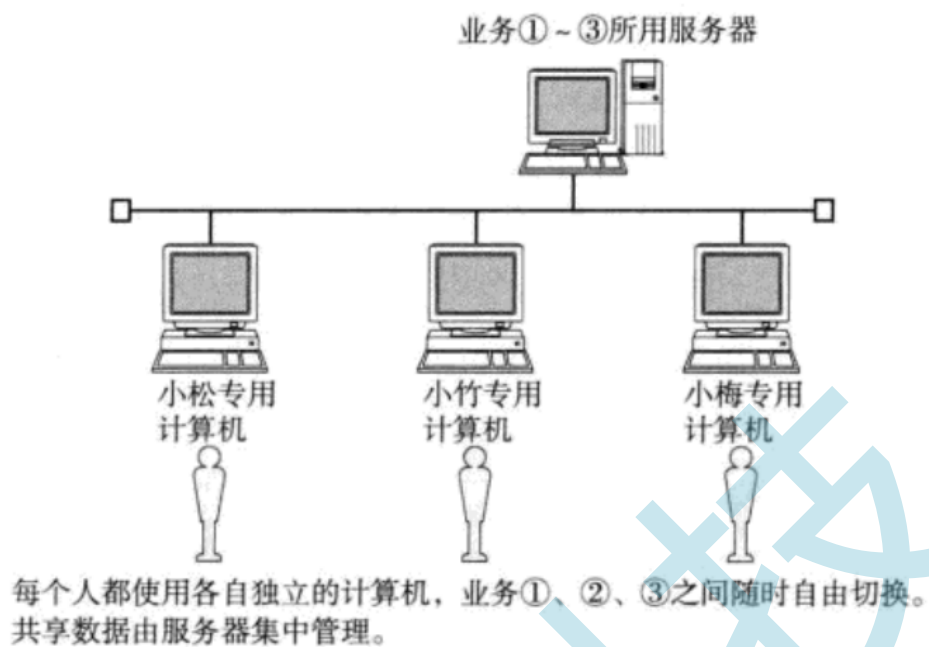 业务①~③所用服务器
小松专用
计算机
小竹专用
计算机
小梅专用
计算机
每个人都使用各自独立的计算机，业务①、②、③之间随时自由切换。
共享数据由服务器集中管理。
技